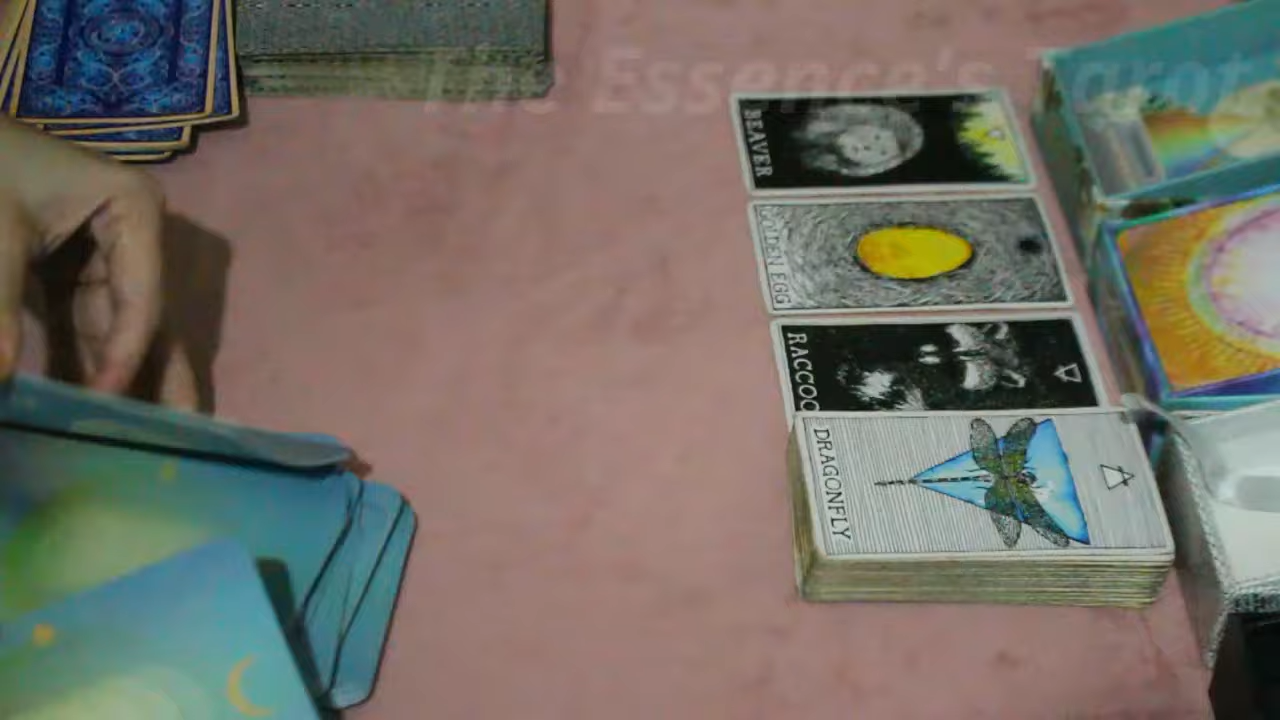 The Essence's Tarot
BEAVER
GOLDEN EGG
RACCOO
DRAGONFLY